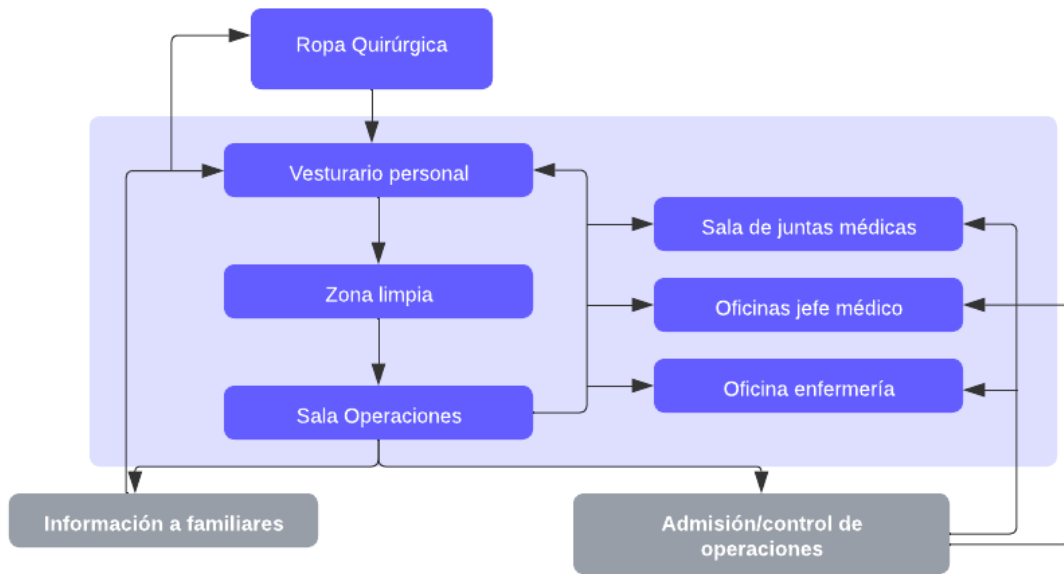 Ropa Quirúrgica
Vesturario personal
Sala de juntas médicas
Zona limpia
Oficinas jefe médico
Oficina enfermería
Sala Operaciones
Información a familiares
Admisión/control de
operaciones